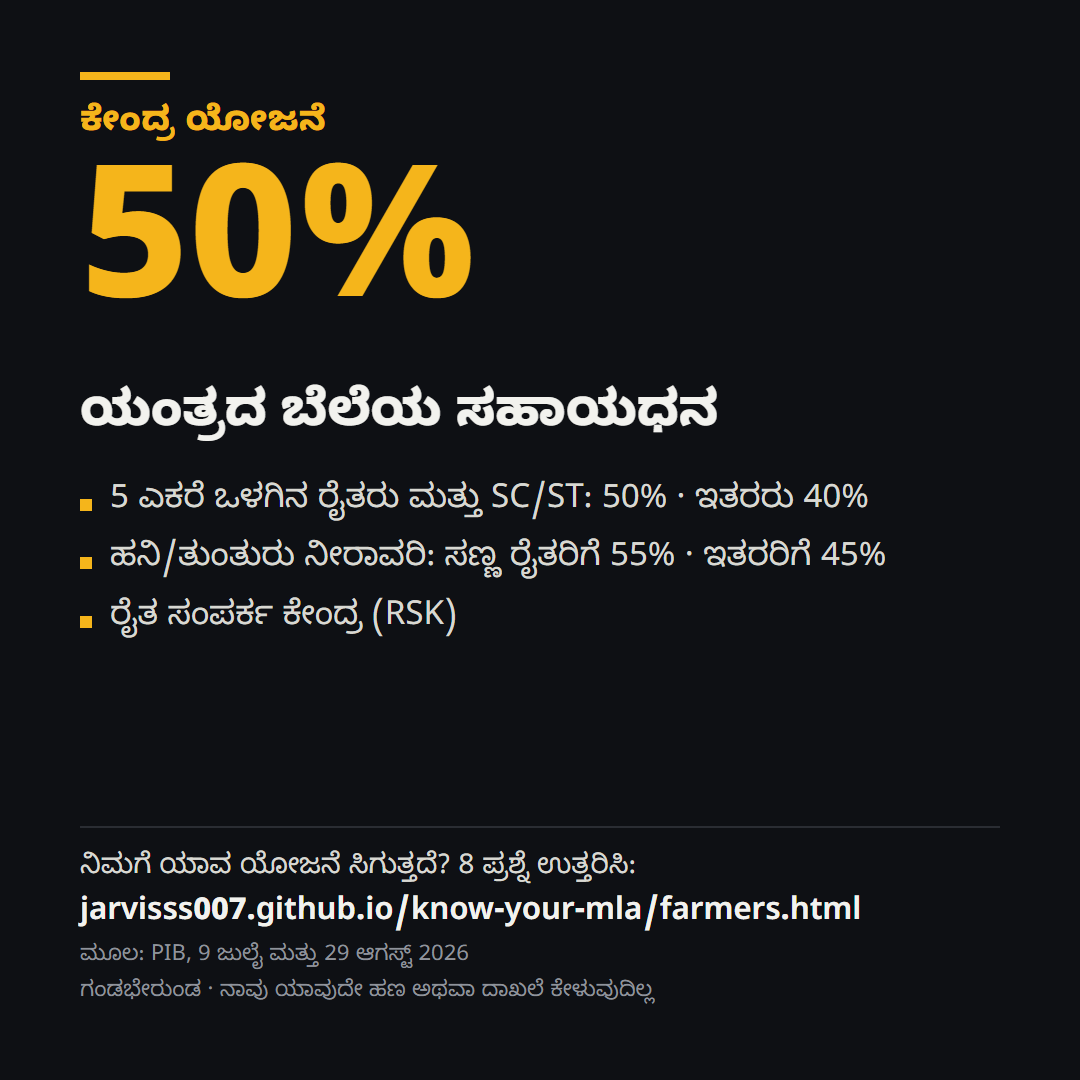 ಕೇಂದ್ರ ಯೋಜನೆ
50%
ಯಂತ್ರದ ಬೆಲೆಯ ಸಹಾಯಧನ
5 ಎಕರೆ ಒಳಗಿನ ರೈತರು ಮತ್ತು SC/ST: 50% · ಇತರರು 40%
ಹನಿ/ತುಂತುರು ನೀರಾವರಿ: ಸಣ್ಣ ರೈತರಿಗೆ 55% · ಇತರರಿಗೆ 45%
ರೈತ ಸಂಪರ್ಕ ಕೇಂದ್ರ (RSK)
ನಿಮಗೆ ಯಾವ ಯೋಜನೆ ಸಿಗುತ್ತದೆ? 8 ಪ್ರಶ್ನೆ ಉತ್ತರಿಸಿ:
jarvisss007.github.io/know-your-mla/farmers.html
ಮೂಲ: PIB, 9 ಜುಲೈ ಮತ್ತು 29 ಆಗಸ್ಟ್ 2026
ಗಂಡಭೇರುಂಡ · ನಾವು ಯಾವುದೇ ಹಣ ಅಥವಾ ದಾಖಲೆ ಕೇಳುವುದಿಲ್ಲ